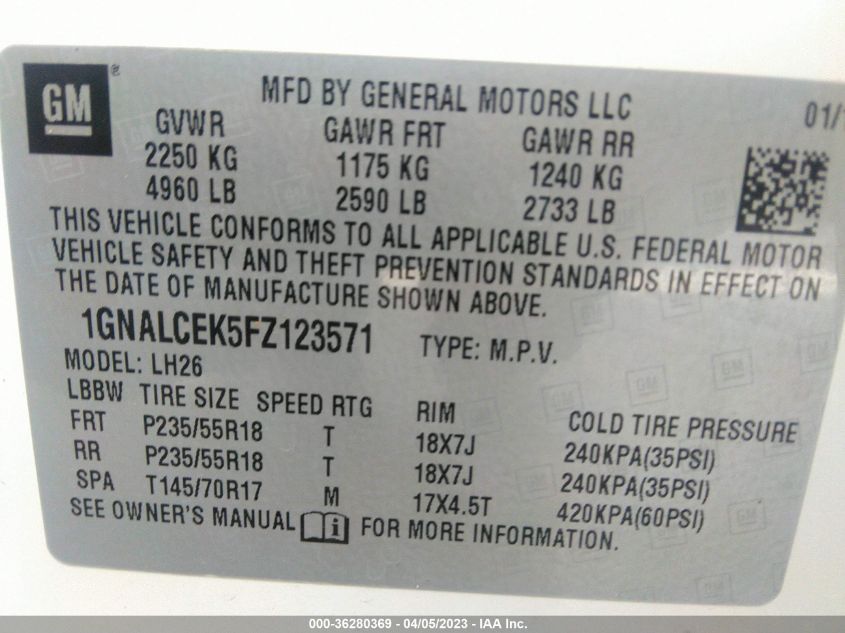 GM ®
MFD BY GENERAL MOTORS LLC
01/1
GVWR GAWR FRT GAWR RR
2250 KG 1175 KG 1240 KG
4960 LB 2590 LB 2733 LB
THIS VEHICLE CONFORMS TO ALL APPLICABLE U.S. FEDERAL MOTOR
VEHICLE SAFETY AND THEFT PREVENTION STANDARDS IN EFFECT ON
THE DATE OF MANUFACTURE SHOWN ABOVE.
1GNALCEK5FZ123571 TYPE: M.P.V.
MODEL: LH26
LBBW TIRE SIZE SPEED RTG RIM COLD TIRE PRESSURE
FRT P235/55R18 T 18X7J 240KPA(35PSI)
RR P235/55R18 T 18X7J 240KPA(35PSI)
SPA T145/70R17 M 17X4.5T 420KPA(60PSI)
SEE OWNER'S MANUAL i FOR MORE INFORMATION.
000-36280369 - 04/05/2023 - IAA Inc.